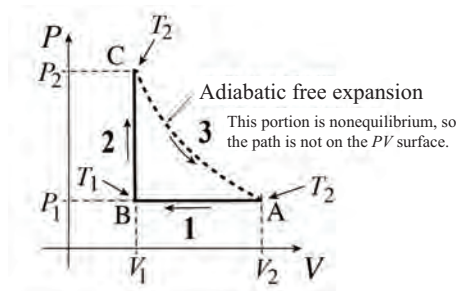 P
C
T₂
P₂
Adiabatic free expansion
This portion is nonequilibrium, so
the path is not on the PV surface.
3
2
T₁
T₂
P₁
B
A
1
V₁
V₂
V